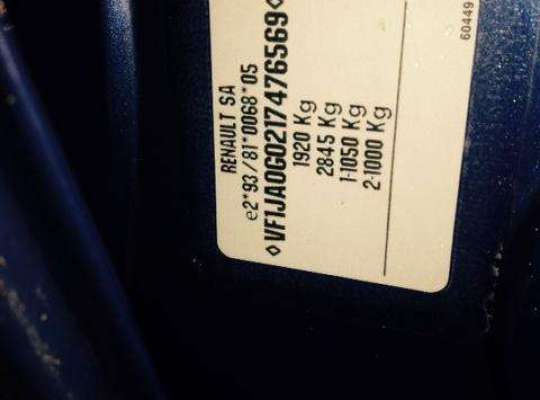 RENAULT SA
e2*93/81*0068*05
◊VF1JA0G0217476569◊
1920 Kg
2845 Kg
1-1050 Kg
2-1000 Kg
60449